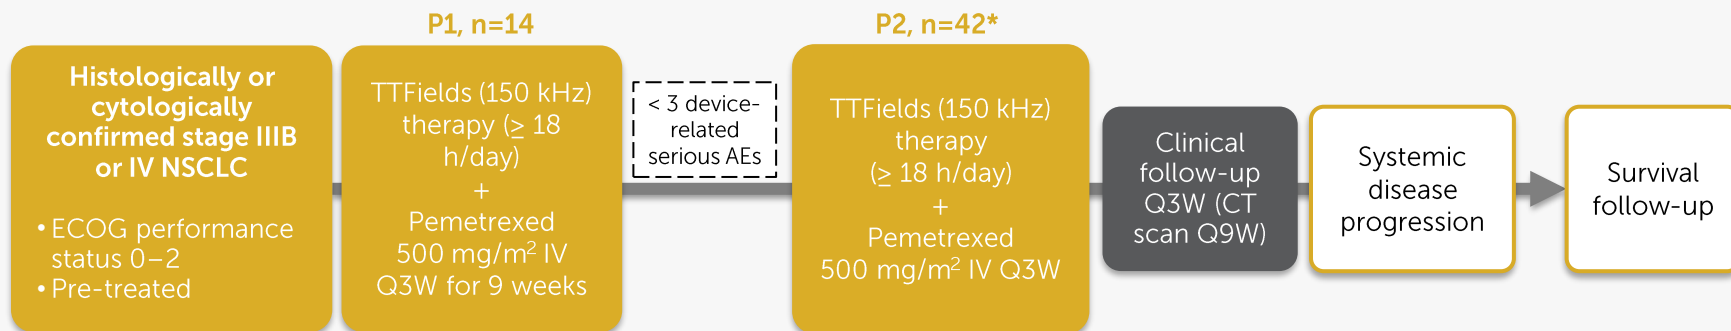 P1, n=14
P2, n=42*
Histologically or
cytologically
confirmed stage IIIB
or IV NSCLC
• ECOG performance
status 0–2
• Pre-treated
TTFields (150 kHz)
therapy (≥ 18
h/day)
+
Pemetrexed
500 mg/m² IV
Q3W for 9 weeks
< 3 device-
related
serious AEs
TTFields (150 kHz)
therapy
(≥ 18 h/day)
+
Pemetrexed
500 mg/m² IV Q3W
Clinical
follow-up
Q3W (CT
scan Q9W)
Systemic
disease
progression
Survival
follow-up